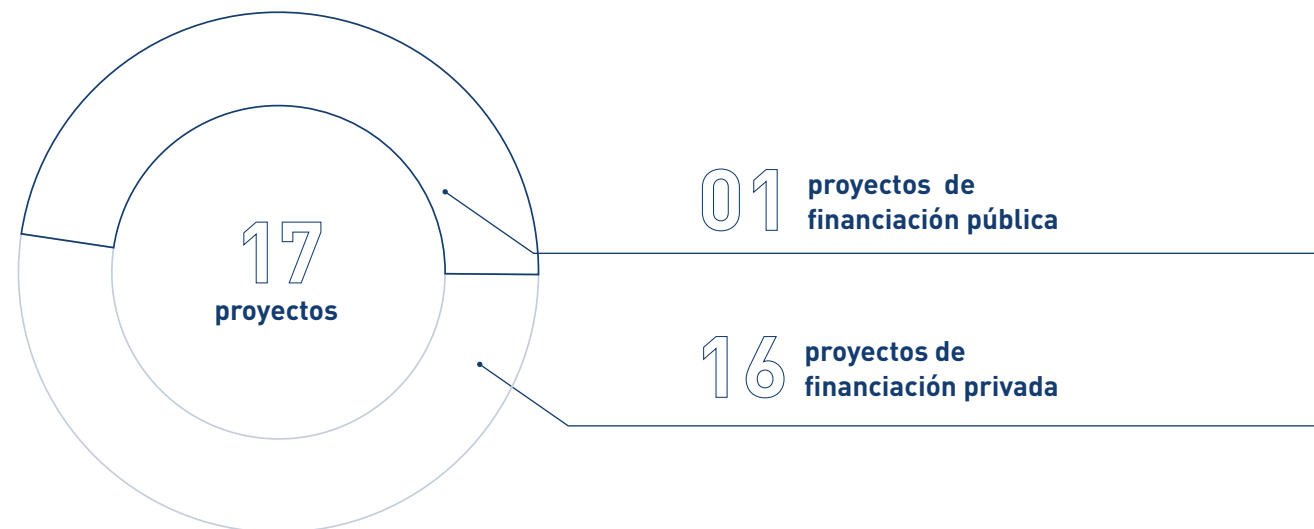 17
proyectos
01 proyectos de
financiación pública
16 proyectos de
financiación privada